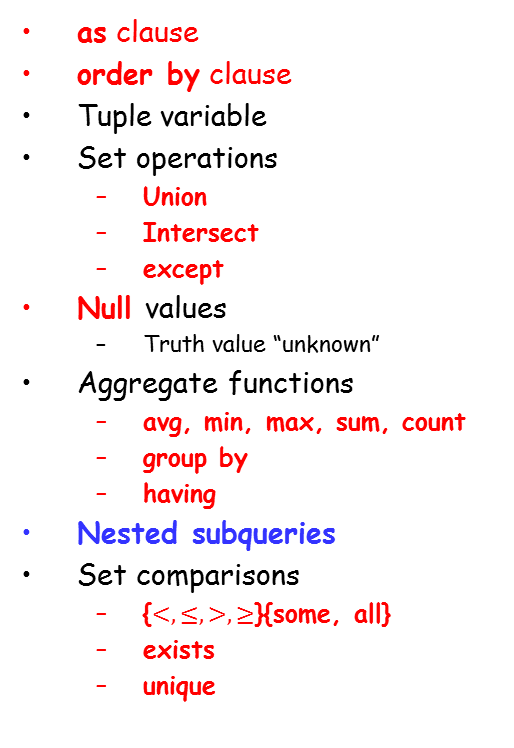 • as clause
• order by clause
• Tuple variable
• Set operations
– Union
– Intersect
– except
• Null values
– Truth value “unknown”
• Aggregate functions
– avg, min, max, sum, count
– group by
– having
• Nested subqueries
• Set comparisons
– {<, ≤, >, ≥}{some, all}
– exists
– unique